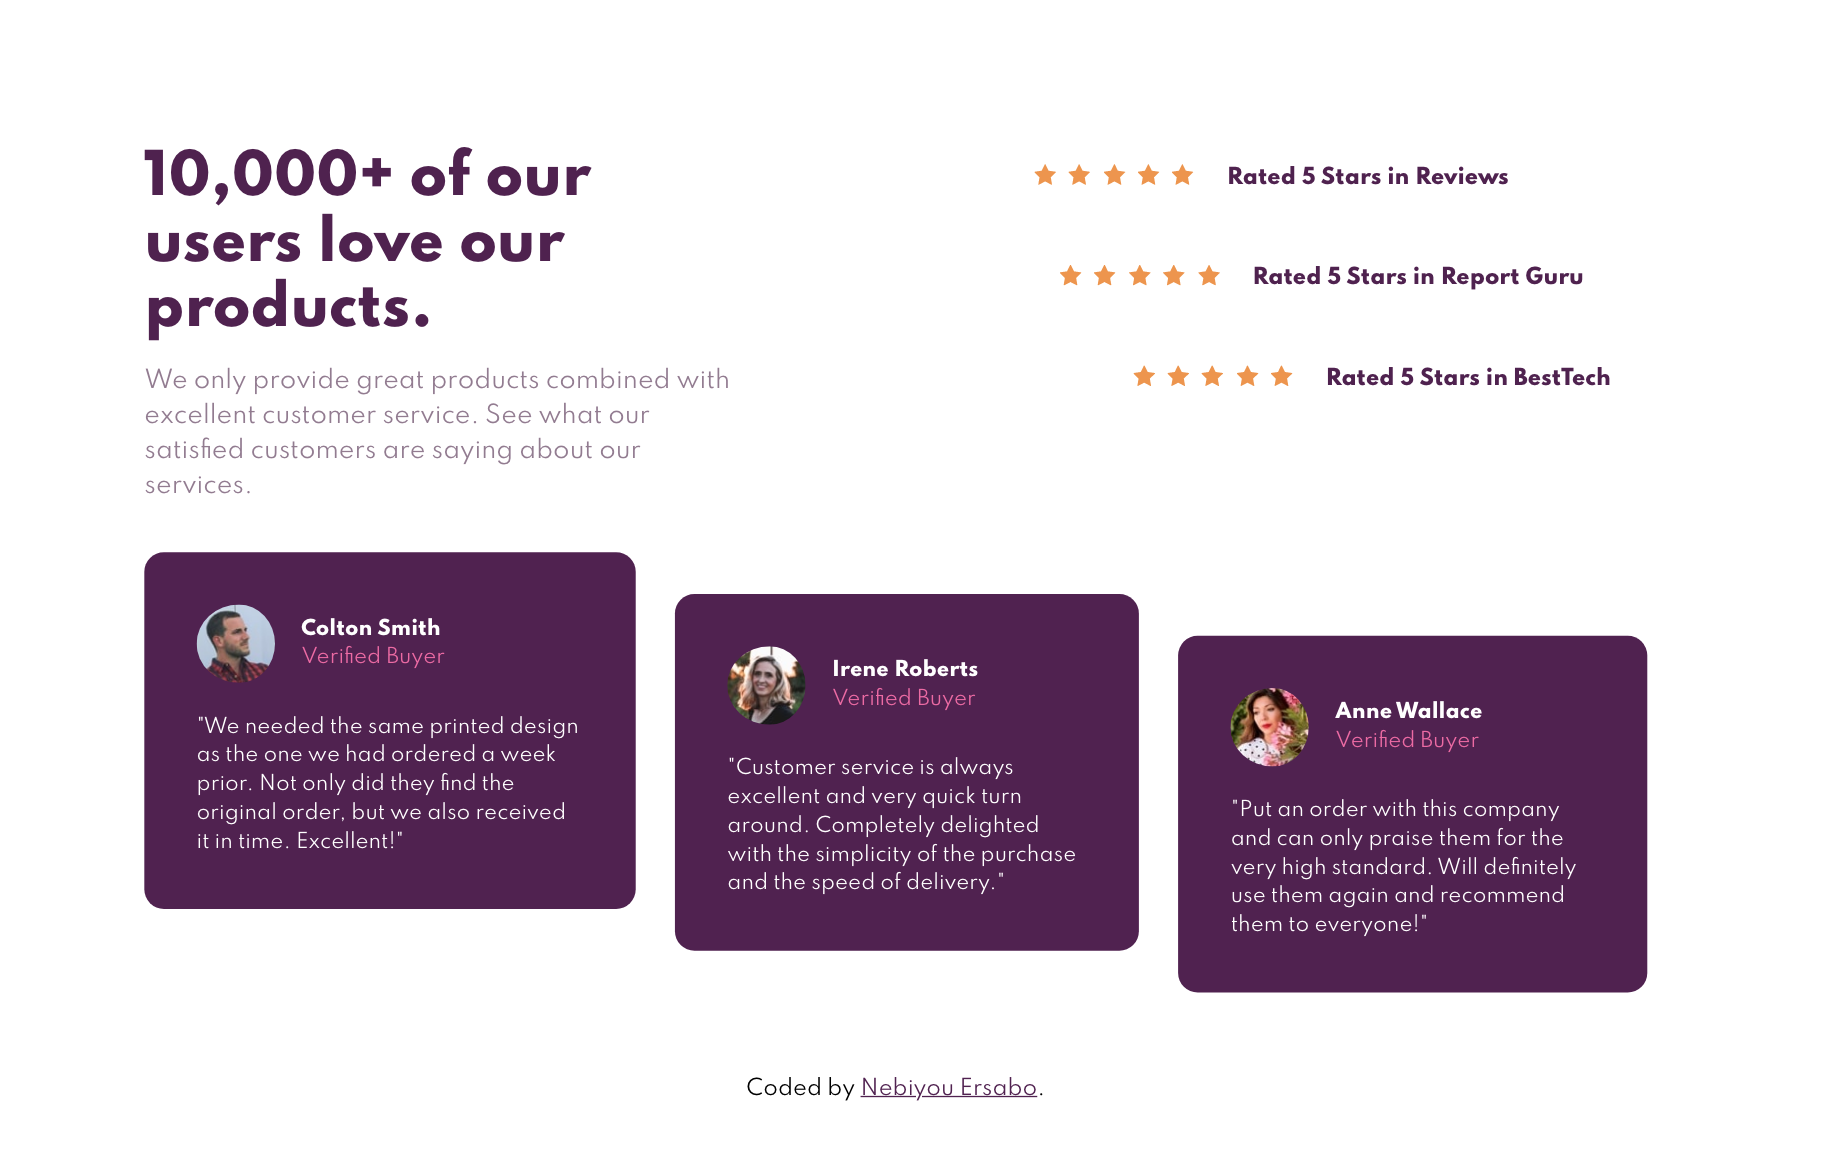 10,000+ of our
users love our
products.
We only provide great products combined with
excellent customer service. See what our
satisfied customers are saying about our
services.
Rated 5 Stars in Reviews
Rated 5 Stars in Report Guru
Rated 5 Stars in BestTech
Colton Smith
Verified Buyer
"We needed the same printed design
as the one we had ordered a week
prior. Not only did they find the
original order, but we also received
it in time. Excellent!"
Irene Roberts
Verified Buyer
"Customer service is always
excellent and very quick turn
around. Completely delighted
with the simplicity of the purchase
and the speed of delivery."
Anne Wallace
Verified Buyer
"Put an order with this company
and can only praise them for the
very high standard. Will definitely
use them again and recommend
them to everyone!"
Coded by Nebiyou Ersabo.